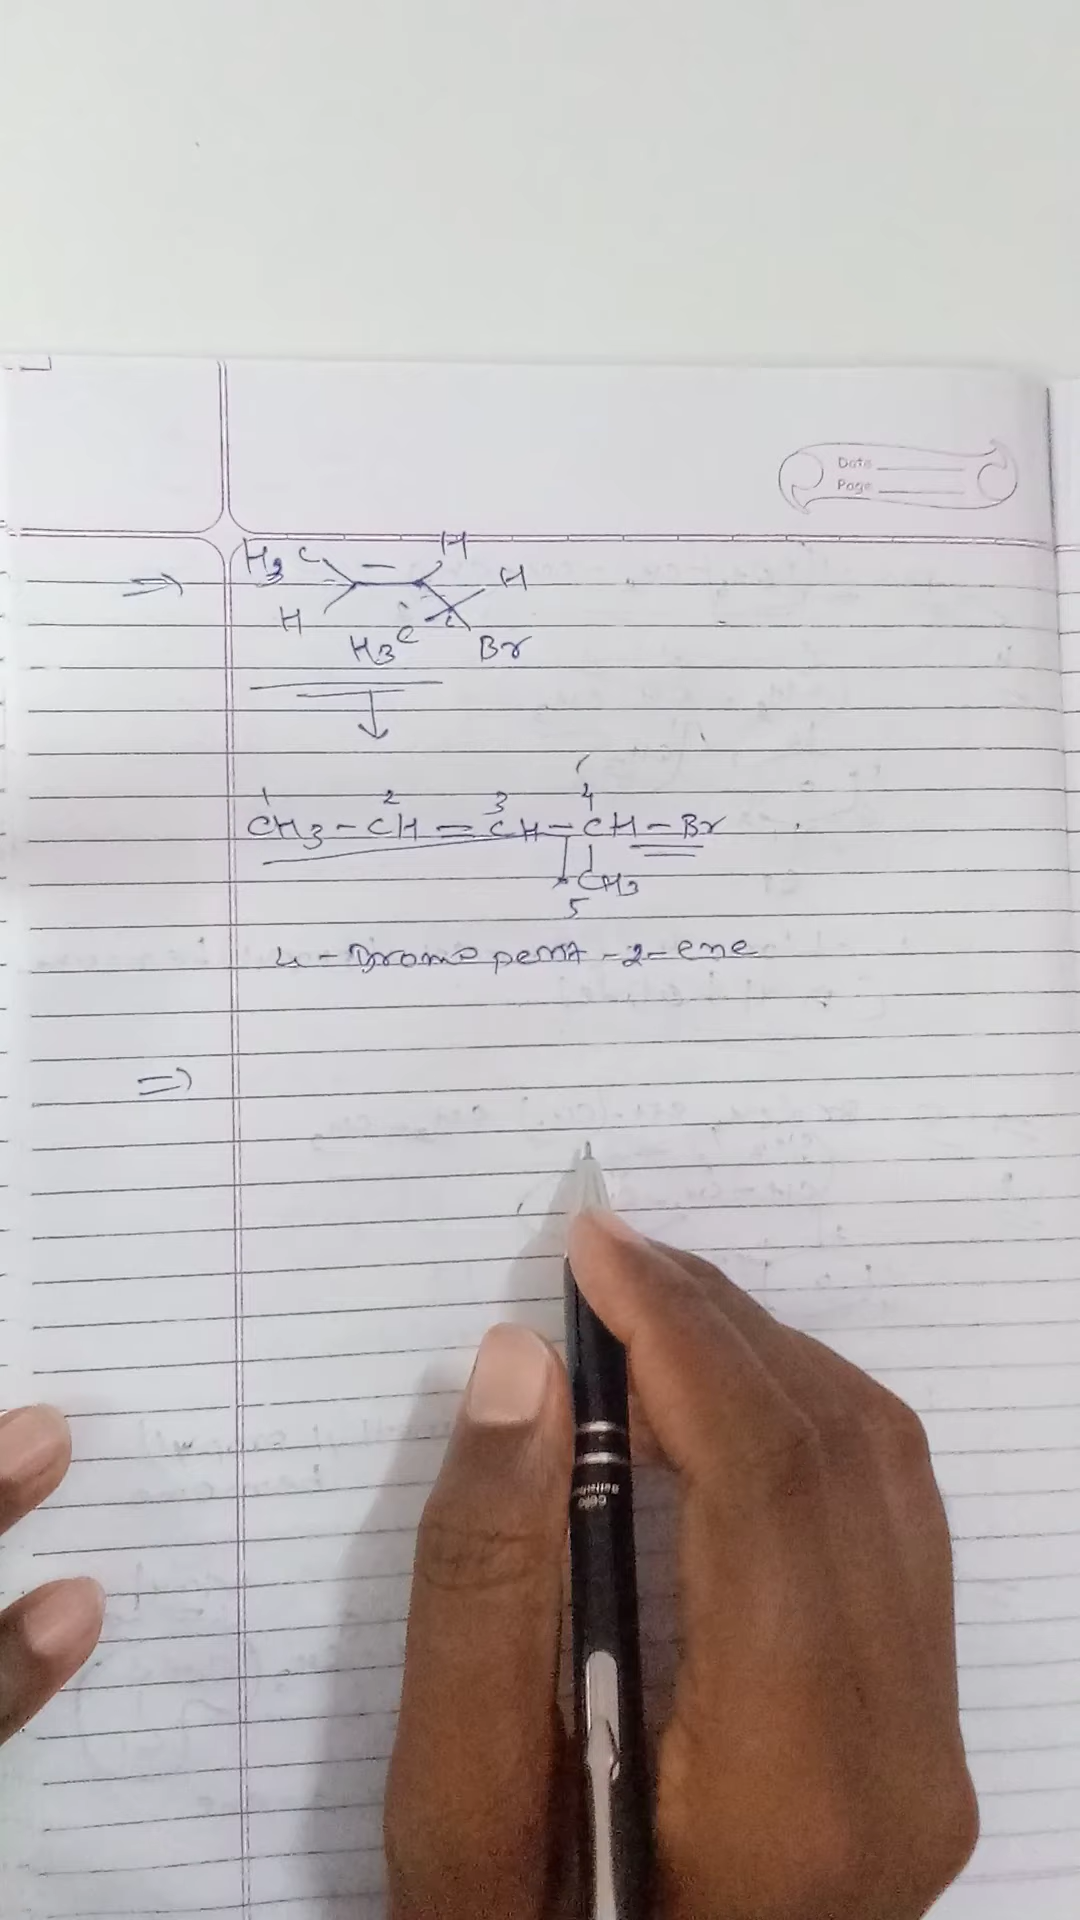 Date
Page
H3C H
⇒ H
H H3C Br
1 2 3 4
CH3-CH=CH-CH-Br
CH3
5
4-Bromo pent-2-ene
⇒
cello